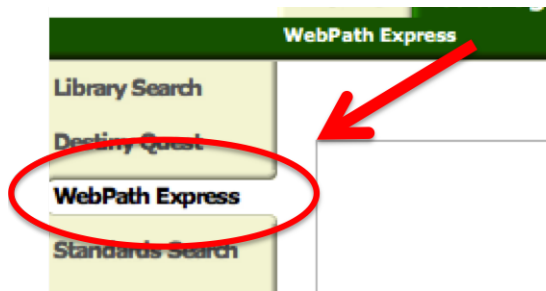 WebPath Express
Library Search
Destiny Quest
WebPath Express
Standards Search